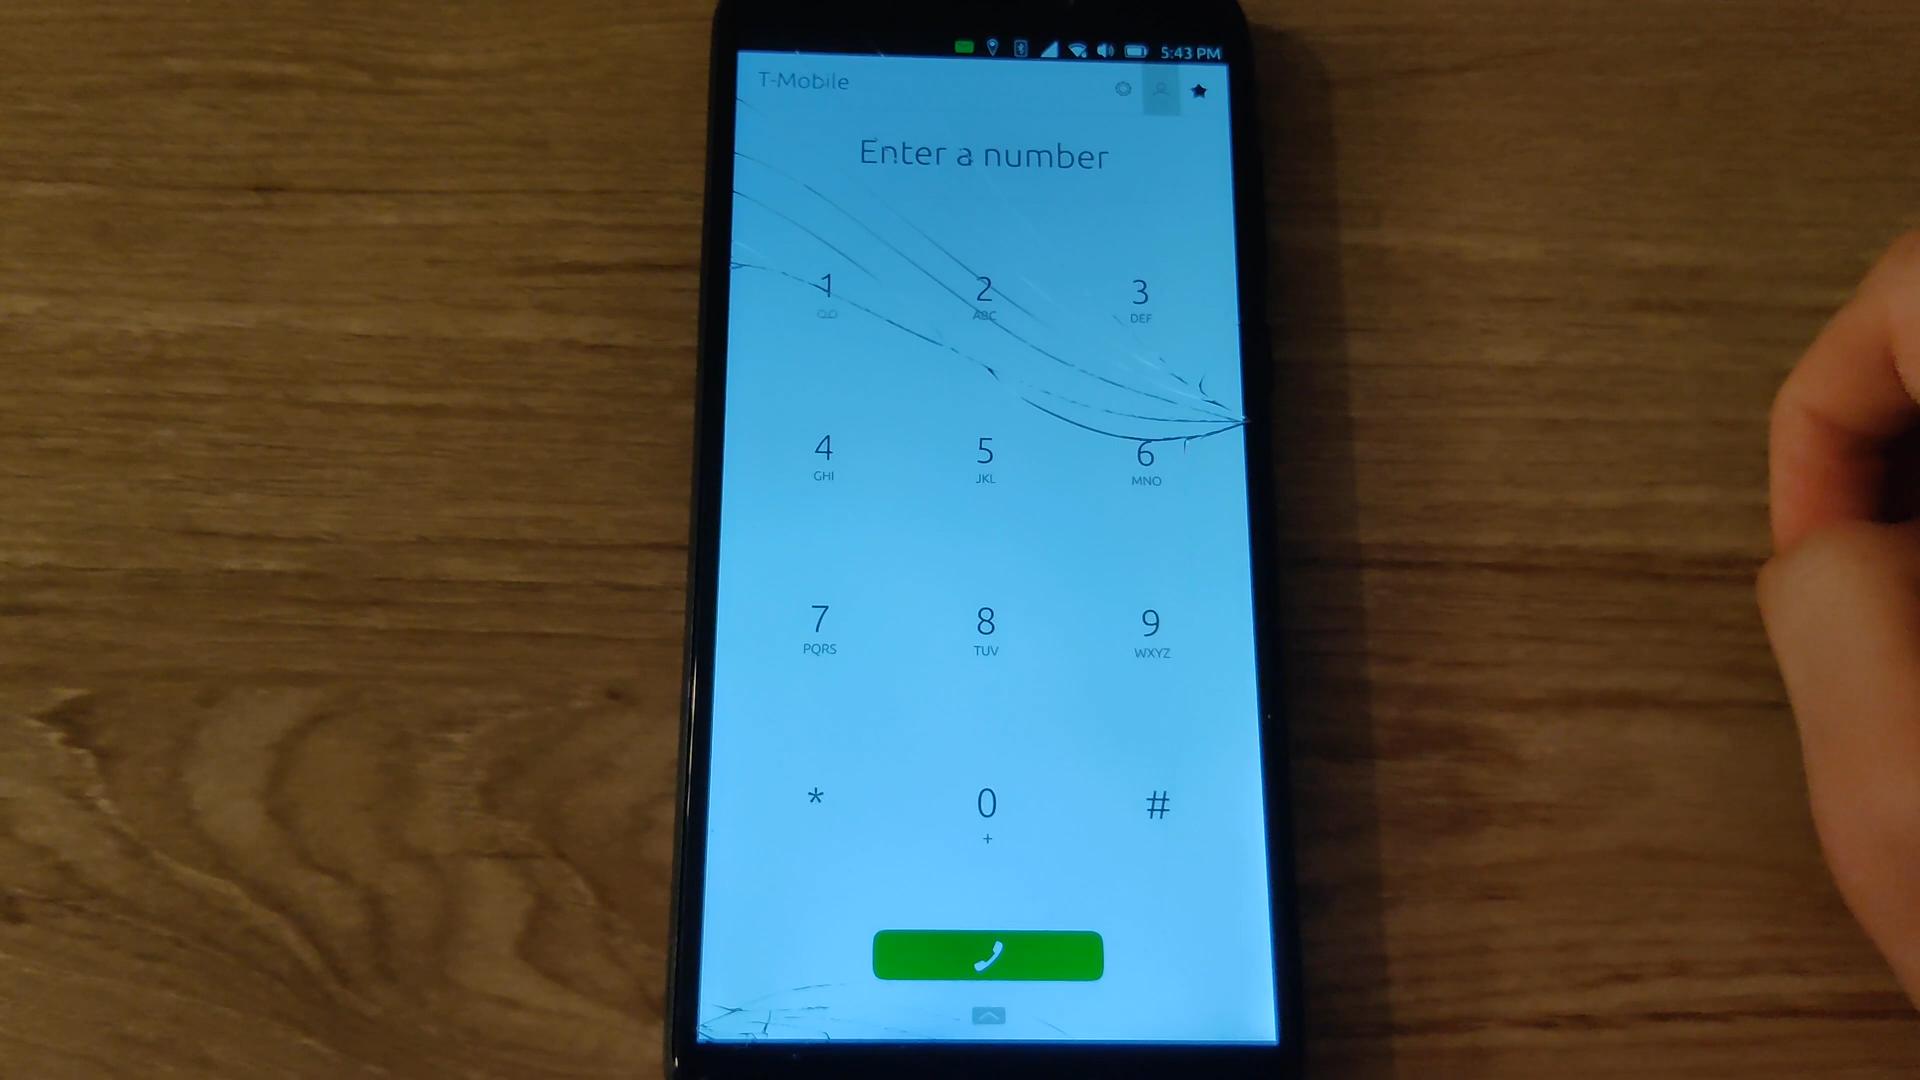 5:43 PM
T-Mobile
Enter a number
1 2 3
ABC DEF
4 5 6
GHI JKL MNO
7 8 9
PQRS TUV WXYZ
* 0 #
+